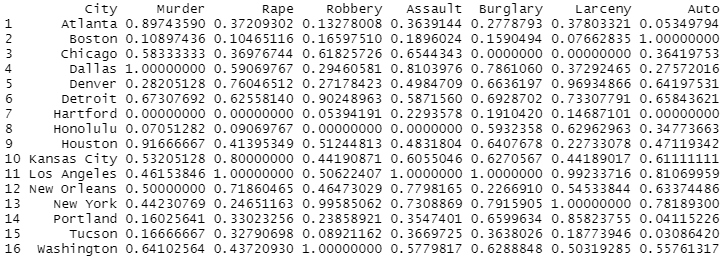 City Murder Rape Robbery Assault Burglary Larceny Auto
1 Atlanta 0.89743590 0.37209302 0.13278008 0.3639144 0.2778793 0.37803321 0.05349794
2 Boston 0.10897436 0.10465116 0.16597510 0.1896024 0.1590494 0.07662835 1.00000000
3 Chicago 0.58333333 0.36976744 0.61825726 0.6544343 0.0000000 0.00000000 0.36419753
4 Dallas 1.00000000 0.59069767 0.29460581 0.8103976 0.7861060 0.37292465 0.27572016
5 Denver 0.28205128 0.76046512 0.27178423 0.4984709 0.6636197 0.96934866 0.64197531
6 Detroit 0.67307692 0.62558140 0.90248963 0.5871560 0.6928702 0.73307791 0.65843621
7 Hartford 0.00000000 0.00000000 0.05394191 0.2293578 0.1910420 0.14687101 0.00000000
8 Honolulu 0.07051282 0.09069767 0.00000000 0.0000000 0.5932358 0.62962963 0.34773663
9 Houston 0.91666667 0.41395349 0.51244813 0.4831804 0.6407678 0.22733078 0.47119342
10 Kansas City 0.53205128 0.80000000 0.44190871 0.6055046 0.6270567 0.44189017 0.61111111
11 Los Angeles 0.46153846 1.00000000 0.50622407 1.0000000 1.0000000 0.99233716 0.81069959
12 New Orleans 0.50000000 0.71860465 0.46473029 0.7798165 0.2266910 0.54533844 0.63374486
13 New York 0.44230769 0.24651163 0.99585062 0.7308869 0.7915905 1.00000000 0.78189300
14 Portland 0.16025641 0.33023256 0.23858921 0.3547401 0.6599634 0.85823755 0.04115226
15 Tucson 0.16666667 0.32790698 0.08921162 0.3669725 0.3638026 0.18773946 0.03086420
16 Washington 0.64102564 0.43720930 1.00000000 0.5779817 0.6288848 0.50319285 0.55761317